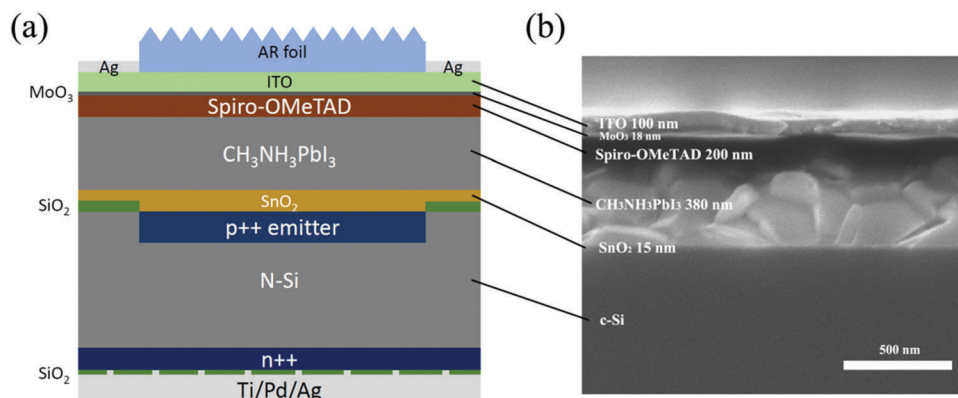 (a)
AR foil
Ag
Ag
ITO
MoO₃
Spiro-OMeTAD
CH₃NH₃PbI₃
SnO₂
SiO₂
p++ emitter
N-Si
n++
SiO₂
Ti/Pd/Ag
(b)
ITO 100 nm
MoO₃ 18 nm
Spiro-OMeTAD 200 nm
CH₃NH₃PbI₃ 380 nm
SnO₂ 15 nm
c-Si
500 nm